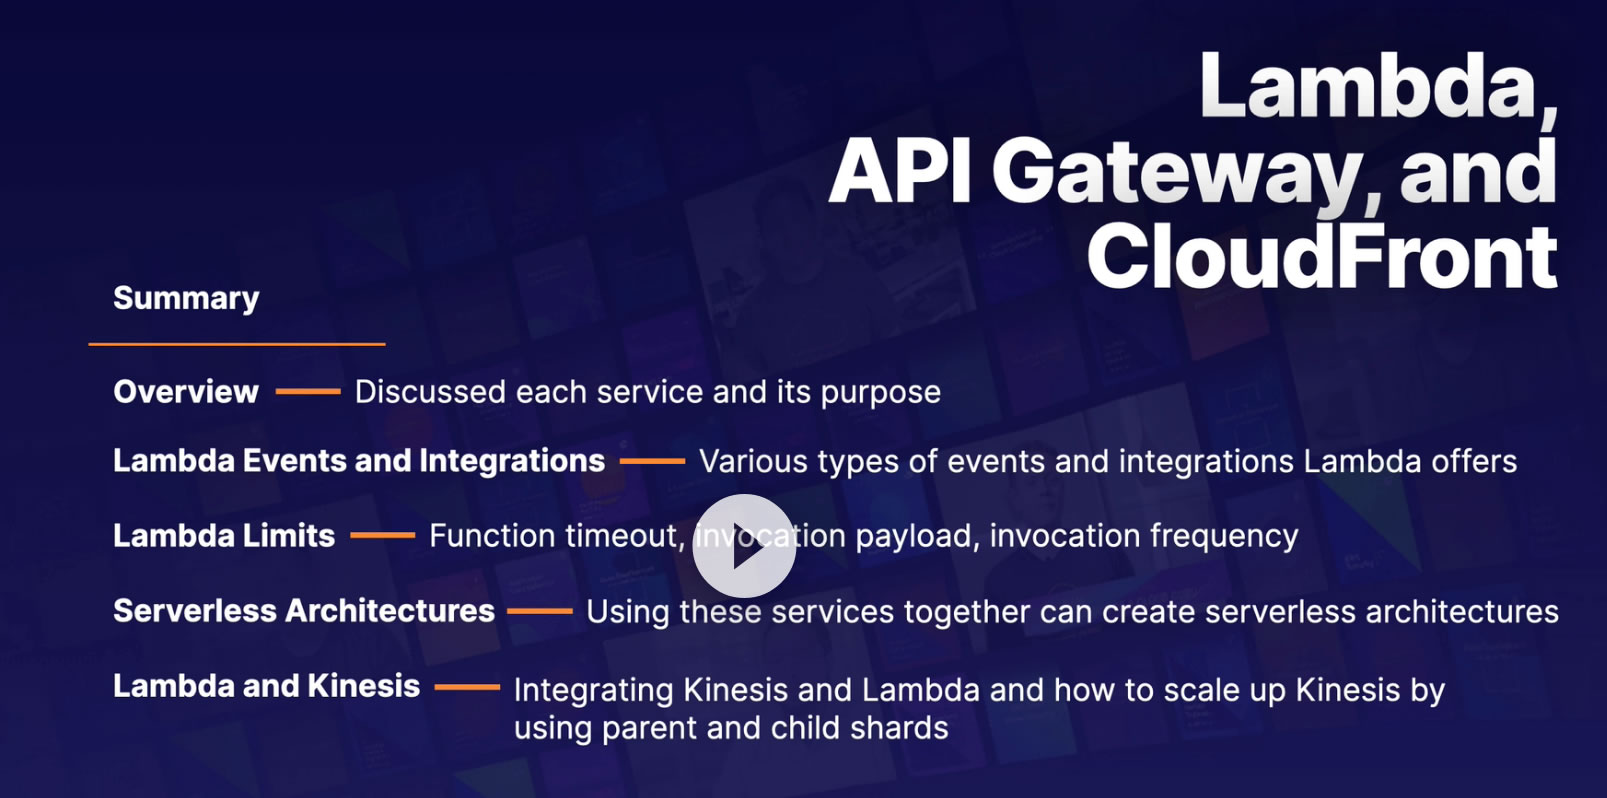 Lambda,
API Gateway, and
CloudFront
Summary
Overview — Discussed each service and its purpose
Lambda Events and Integrations — Various types of events and integrations Lambda offers
Lambda Limits — Function timeout, invocation payload, invocation frequency
Serverless Architectures — Using these services together can create serverless architectures
Lambda and Kinesis — Integrating Kinesis and Lambda and how to scale up Kinesis by
using parent and child shards